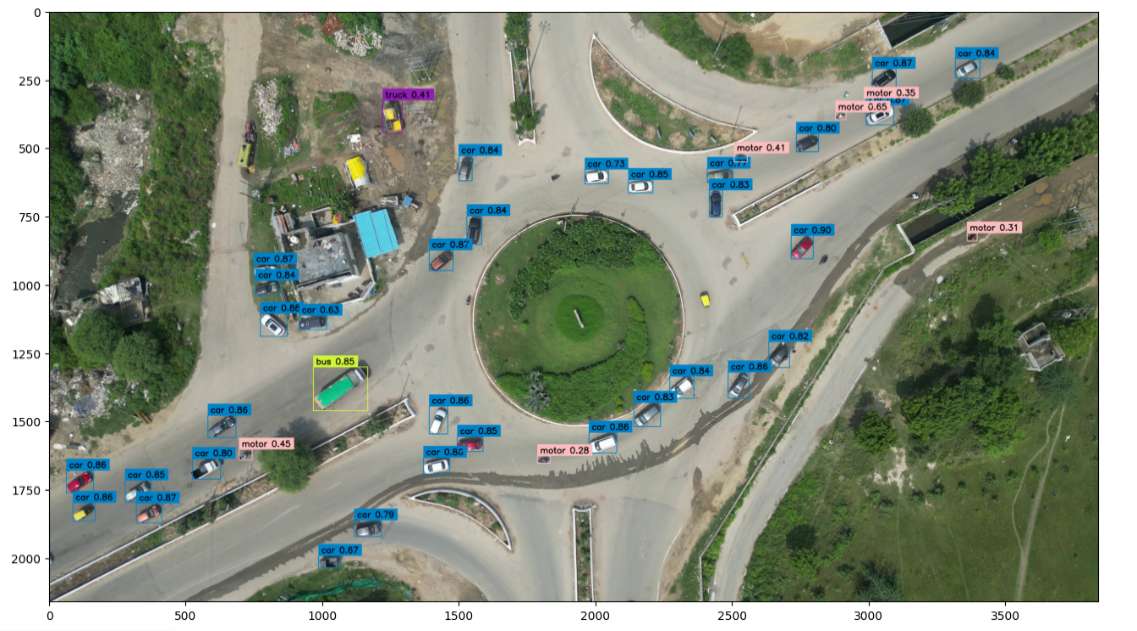 0
250
500
750
1000
1250
1500
1750
2000
0
500
1000
1500
2000
2500
3000
3500
car 0.84
car 0.87
motor 0.35
motor 0.65
truck 0.41
car 0.80
motor 0.41
car 0.84
car 0.73
car 0.77
car 0.85
car 0.83
car 0.84
car 0.90
motor 0.31
car 0.87
car 0.87
car 0.84
car 0.88
car 0.63
car 0.82
bus 0.85
car 0.84
car 0.86
car 0.83
car 0.86
car 0.86
car 0.86
car 0.85
motor 0.45
motor 0.28
car 0.80
car 0.86
car 0.85
car 0.86
car 0.87
car 0.79
car 0.67